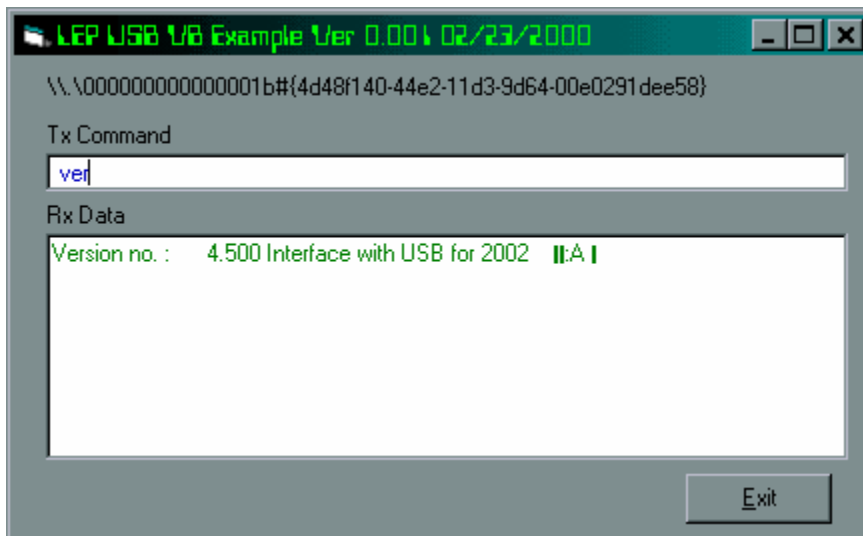 LEP USB VB Example Ver 0.001 02/23/2000
\\.\000000000000001b#{4d48f140-44e2-11d3-9d64-00e0291dee58}
Tx Command
ver
Rx Data
Version no. : 4.500 Interface with USB for 2002 ||:A |
Exit